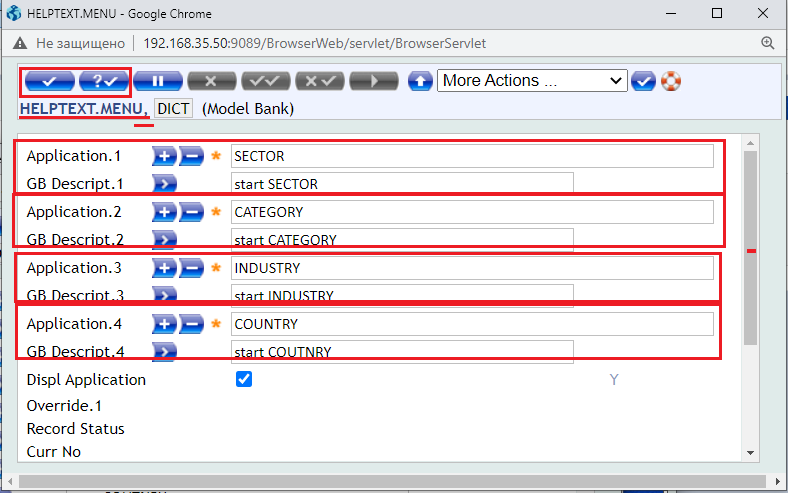 HELPTEXT.MENU - Google Chrome
Не защищено 192.168.35.50:9089/BrowserWeb/servlet/BrowserServlet
More Actions ...
HELPTEXT.MENU, DICT (Model Bank)
Application.1 * SECTOR
GB Descript.1 start SECTOR
Application.2 * CATEGORY
GB Descript.2 start CATEGORY
Application.3 * INDUSTRY
GB Descript.3 start INDUSTRY
Application.4 * COUNTRY
GB Descript.4 start COUTNRY
Displ Application Y
Override.1
Record Status
Curr No